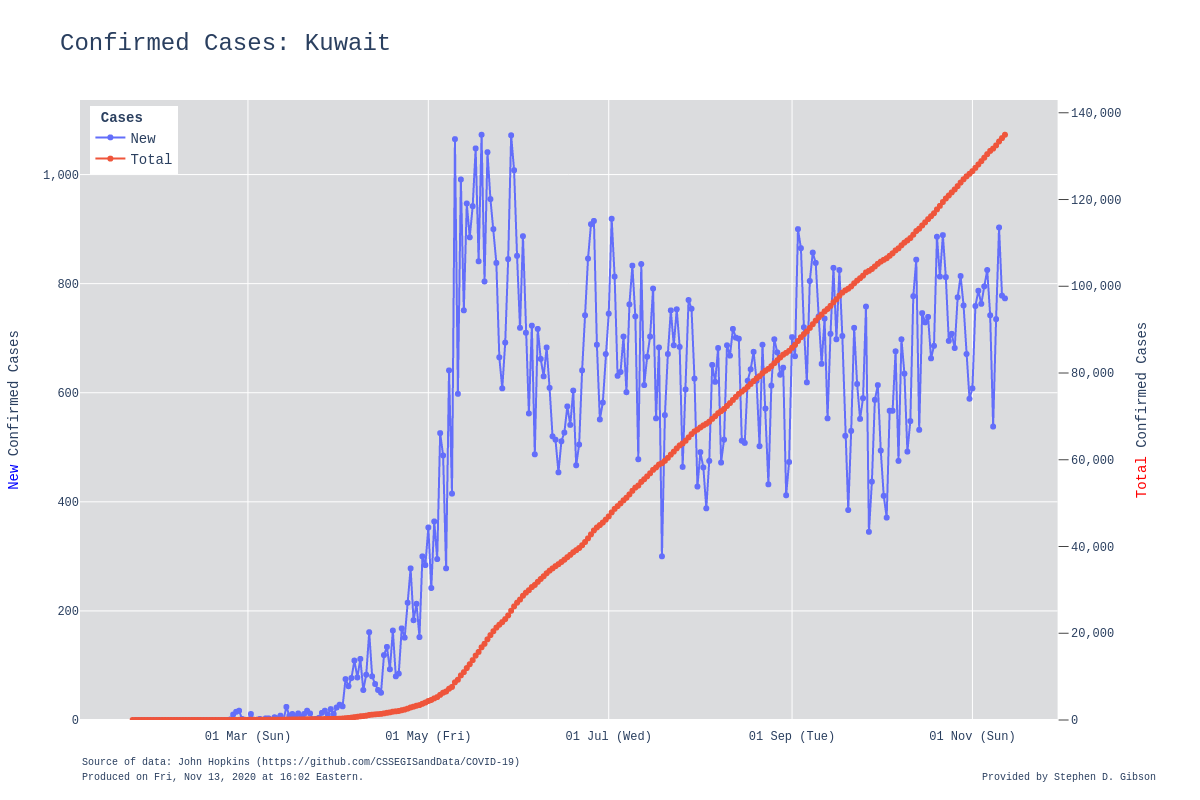 Confirmed Cases: Kuwait
Cases
New
Total
1,000
800
600
400
200
0
140,000
120,000
100,000
80,000
60,000
40,000
20,000
0
New Confirmed Cases
Total Confirmed Cases
01 Mar (Sun)
01 May (Fri)
01 Jul (Wed)
01 Sep (Tue)
01 Nov (Sun)
Source of data: John Hopkins (https://github.com/CSSEGISandData/COVID-19)
Produced on Fri, Nov 13, 2020 at 16:02 Eastern.
Provided by Stephen D. Gibson